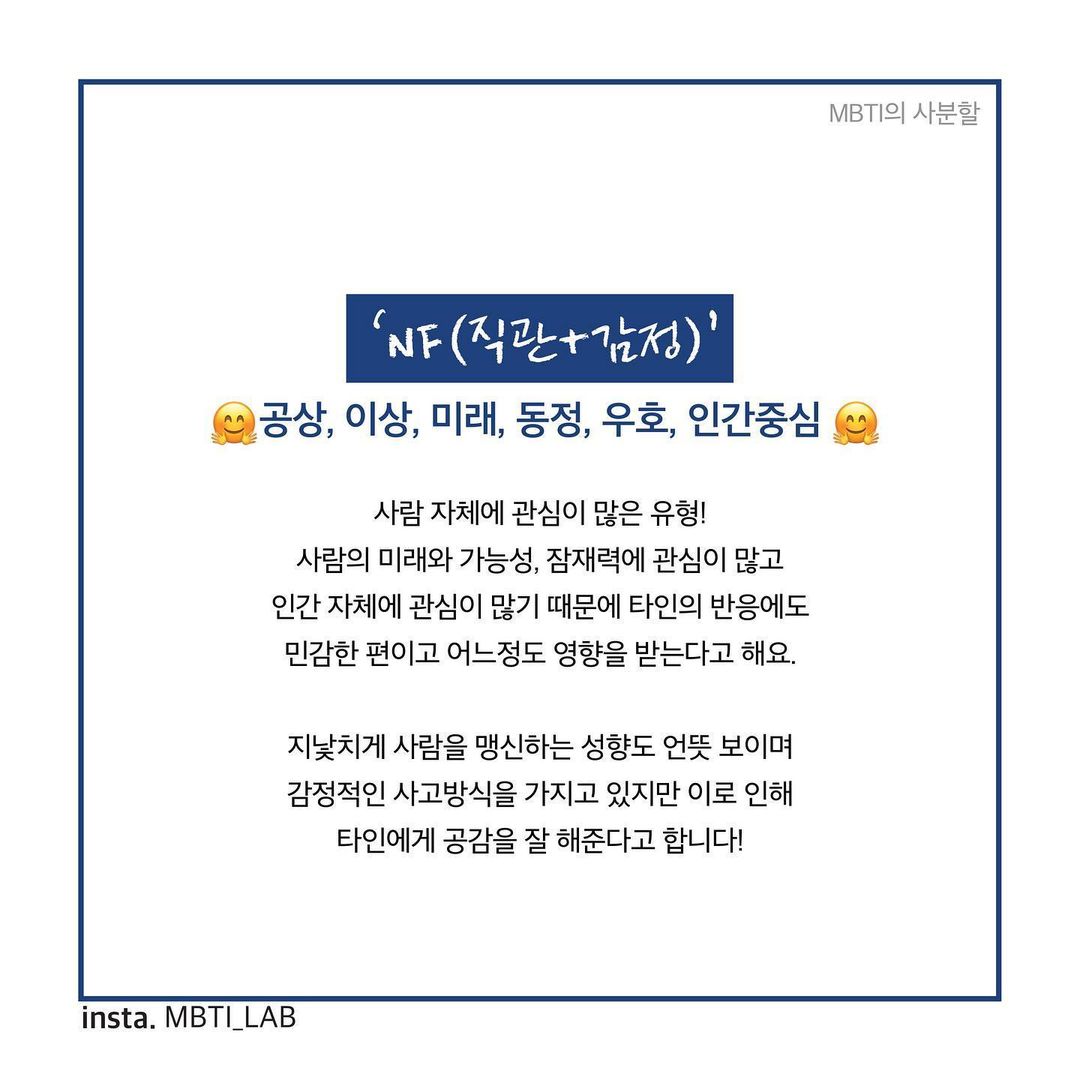 MBTI의 사분할
‘NF(직관+감정)’
🤗공상, 이상, 미래, 동정, 우호, 인간중심 🤗
사람 자체에 관심이 많은 유형!
사람의 미래와 가능성, 잠재력에 관심이 많고
인간 자체에 관심이 많기 때문에 타인의 반응에도
민감한 편이고 어느정도 영향을 받는다고 해요.
지낯치게 사람을 맹신하는 성향도 언뜻 보이며
감정적인 사고방식을 가지고 있지만 이로 인해
타인에게 공감을 잘 해준다고 합니다!
insta. MBTI_LAB